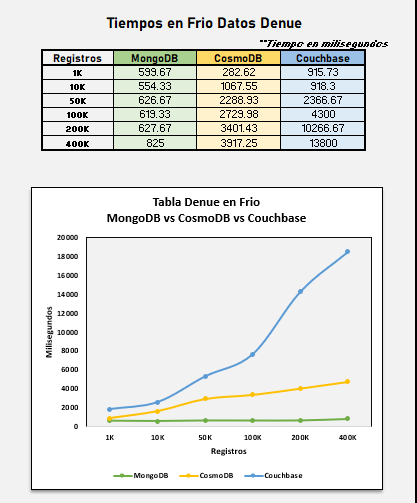 Tiempos en Frio Datos Denue
**Tiempo en milisegundos
Registros MongoDB CosmoDB Couchbase
1K 599.67 282.62 915.73
10K 554.33 1067.55 918.3
50K 626.67 2288.93 2366.67
100K 619.33 2729.98 4300
200K 627.67 3401.43 10266.67
400K 825 3917.25 13800
Tabla Denue en Frio
MongoDB vs CosmoDB vs Couchbase
20000
18000
16000
14000
12000
10000
8000
6000
4000
2000
0
Milisegundos
1K 10K 50K 100K 200K 400K
Registros
MongoDB CosmoDB Couchbase